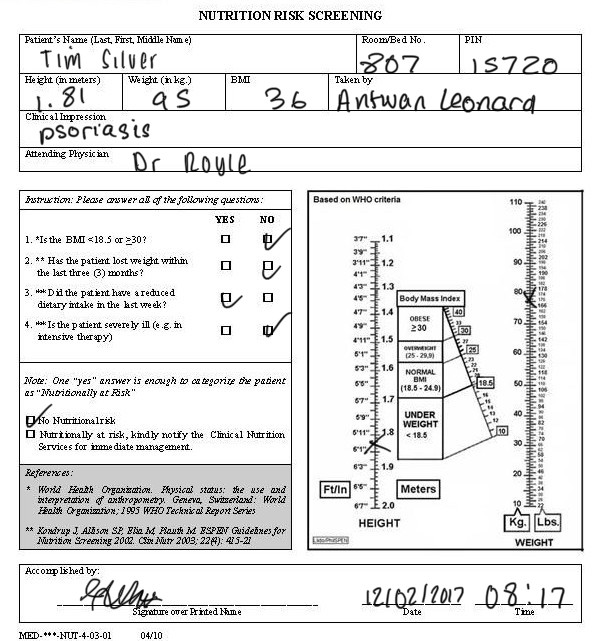 NUTRITION RISK SCREENING
Patient's Name (Last, First, Middle Name) Room/Bed No. PIN
Tim Silver 807 15720
Height (in meters) Weight (in kg.) BMI Taken by
1.81 95 36 Antwan Leonard
Clinical Impression
psoriasis
Attending Physician Dr Royle
Instruction: Please answer all of the following questions:
YES NO
1. *Is the BMI <18.5 or ≥30?
2. ** Has the patient lost weight within
the last three (3) months?
3. **Did the patient have a reduced
dietary intake in the last week?
4. **Is the patient severely ill (e.g. in
intensive therapy)
Note: One "yes" answer is enough to categorize the patient
as "Nutritionally at Risk"
No Nutritional risk
Nutritionally at risk, kindly notify the Clinical Nutrition
Services for immediate management.
References:
* World Health Organization. Physical status: the use and
interpretation of anthropometry. Geneva, Switzerland: World
Health Organization; 1995 WHO Technical Report Series
** Kondrup J, Allison SP, Elia M, Plauth M. ESPEN Guidelines for
Nutrition Screening 2002. Clin Nutr 2003; 22(4): 415-21
Based on WHO criteria
3'7" 1.1
3'9"
3'11" 1.2
4'1"
4'3" 1.3
4'5"
4'7" 1.4
4'9"
4'11" 1.5
5'1"
5'3" 1.6
5'5"
5'7" 1.7
5'9"
5'11" 1.8
6'1"
6'3" 1.9
6'5"
6'7" 2.0
Ft/In Meters
HEIGHT
Body Mass Index
OBESE
≥30
OVERWEIGHT
(25 - 29,9)
NORMAL
BMI
(18.5 - 24.9)
UNDER
WEIGHT
< 18.5
40
30
25
18.5
10
110
100
90
80
70
60
50
40
30
20
10
Kg. Lbs.
WEIGHT
Accomplished by:
12/02/2017 08:17
Signature over Printed Name Date Time
MED-***-NUT-4-03-01 04/10